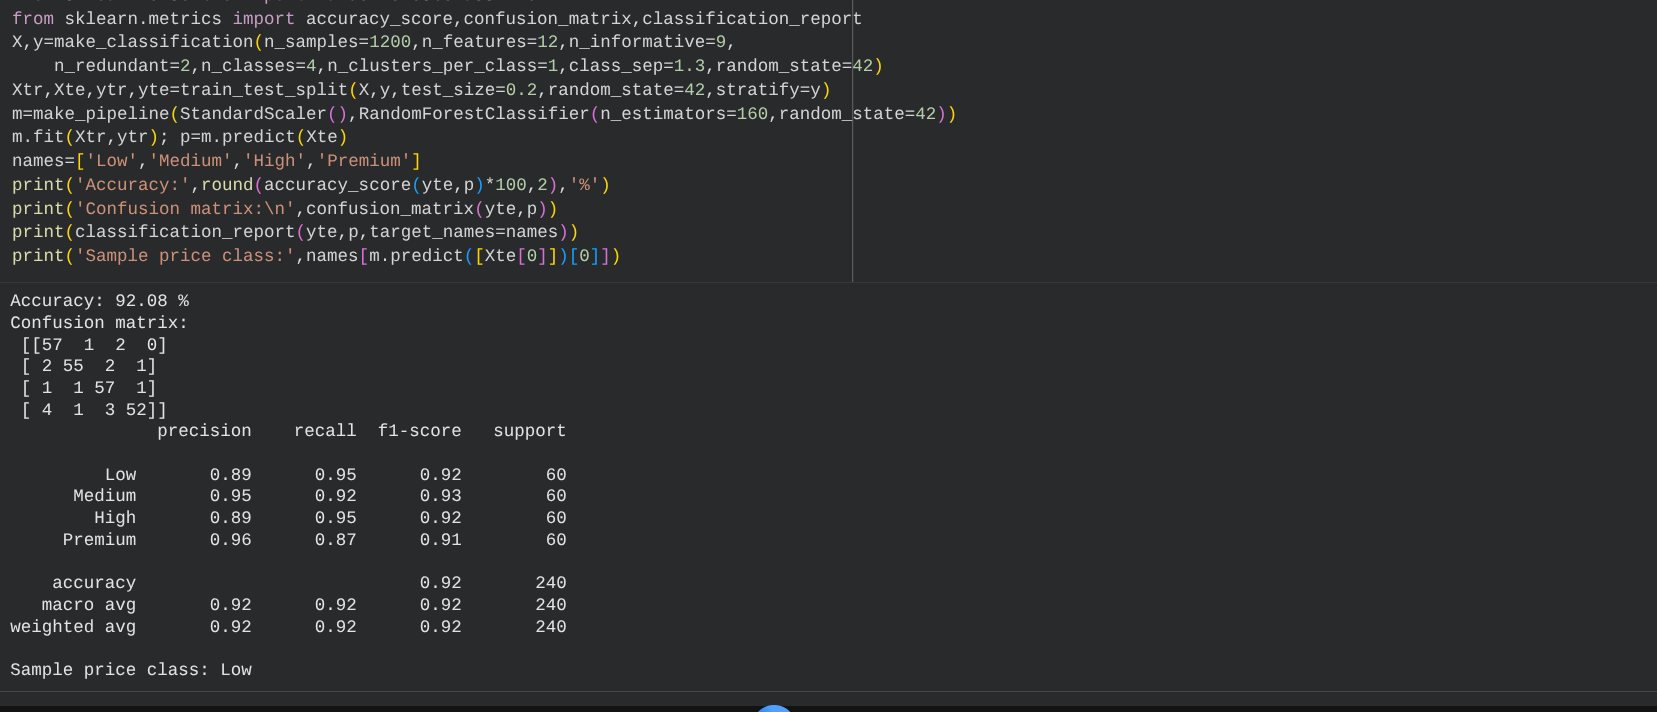 from sklearn.metrics import accuracy_score,confusion_matrix,classification_report
X,y=make_classification(n_samples=1200,n_features=12,n_informative=9,
    n_redundant=2,n_classes=4,n_clusters_per_class=1,class_sep=1.3,random_state=42)
Xtr,Xte,ytr,yte=train_test_split(X,y,test_size=0.2,random_state=42,stratify=y)
m=make_pipeline(StandardScaler(),RandomForestClassifier(n_estimators=160,random_state=42))
m.fit(Xtr,ytr); p=m.predict(Xte)
names=['Low','Medium','High','Premium']
print('Accuracy:',round(accuracy_score(yte,p)*100,2),'%')
print('Confusion matrix:\n',confusion_matrix(yte,p))
print(classification_report(yte,p,target_names=names))
print('Sample price class:',names[m.predict([Xte[0]])[0]])
Accuracy: 92.08 %
Confusion matrix:
 [[57  1  2  0]
 [ 2 55  2  1]
 [ 1  1 57  1]
 [ 4  1  3 52]]
              precision    recall  f1-score   support
         Low       0.89      0.95      0.92        60
      Medium       0.95      0.92      0.93        60
        High       0.89      0.95      0.92        60
     Premium       0.96      0.87      0.91        60
    accuracy                           0.92       240
   macro avg       0.92      0.92      0.92       240
weighted avg       0.92      0.92      0.92       240
Sample price class: Low